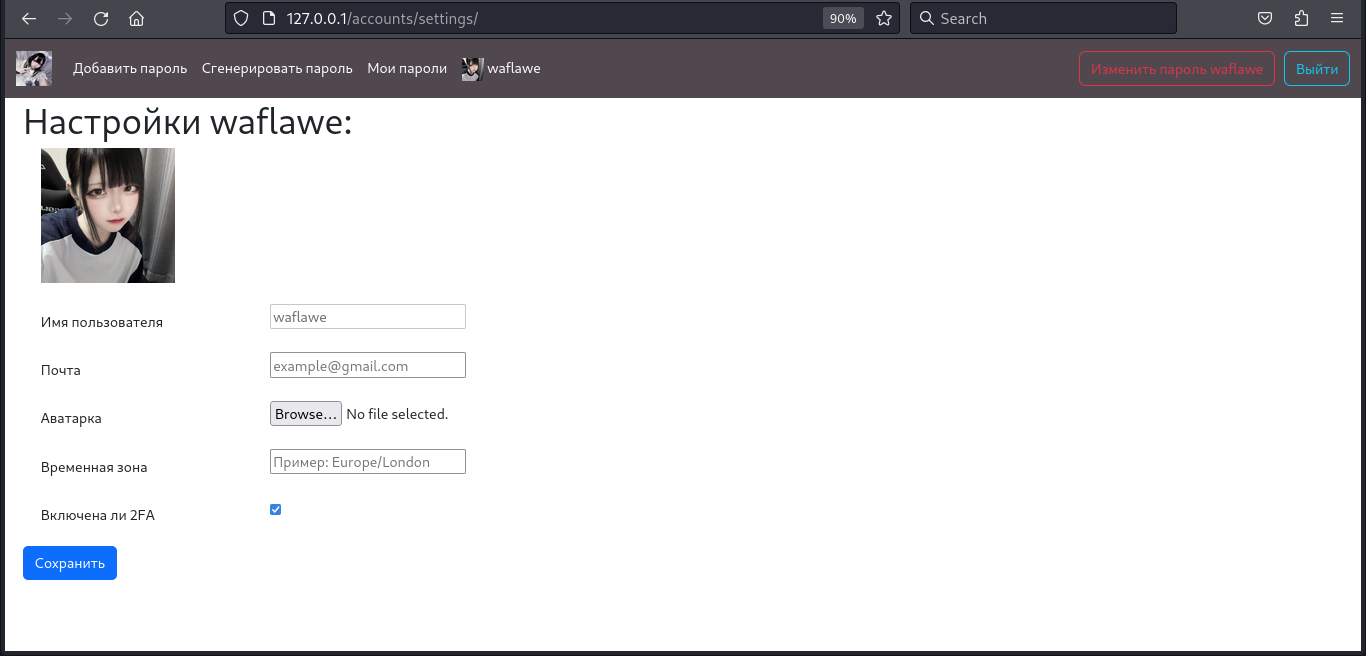 127.0.0.1/accounts/settings/ 90% Search
Добавить пароль Сгенерировать пароль Мои пароли waflawe Изменить пароль waflawe Выйти
Настройки waflawe:
Имя пользователя waflawe
Почта example@gmail.com
Аватарка Browse... No file selected.
Временная зона Пример: Europe/London
Включена ли 2FA
Сохранить